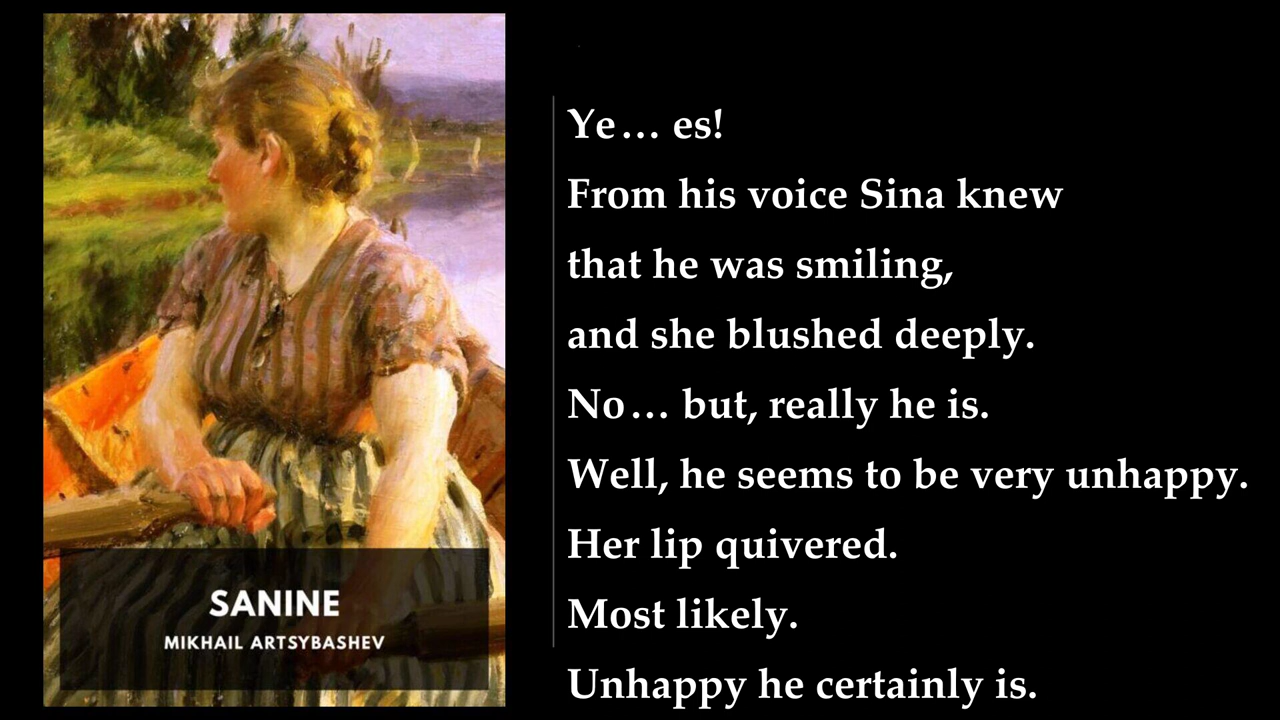 SANINE
MIKHAIL ARTSYBASHEV
Ye… es!
From his voice Sina knew
that he was smiling,
and she blushed deeply.
No… but, really he is.
Well, he seems to be very unhappy.
Her lip quivered.
Most likely.
Unhappy he certainly is.